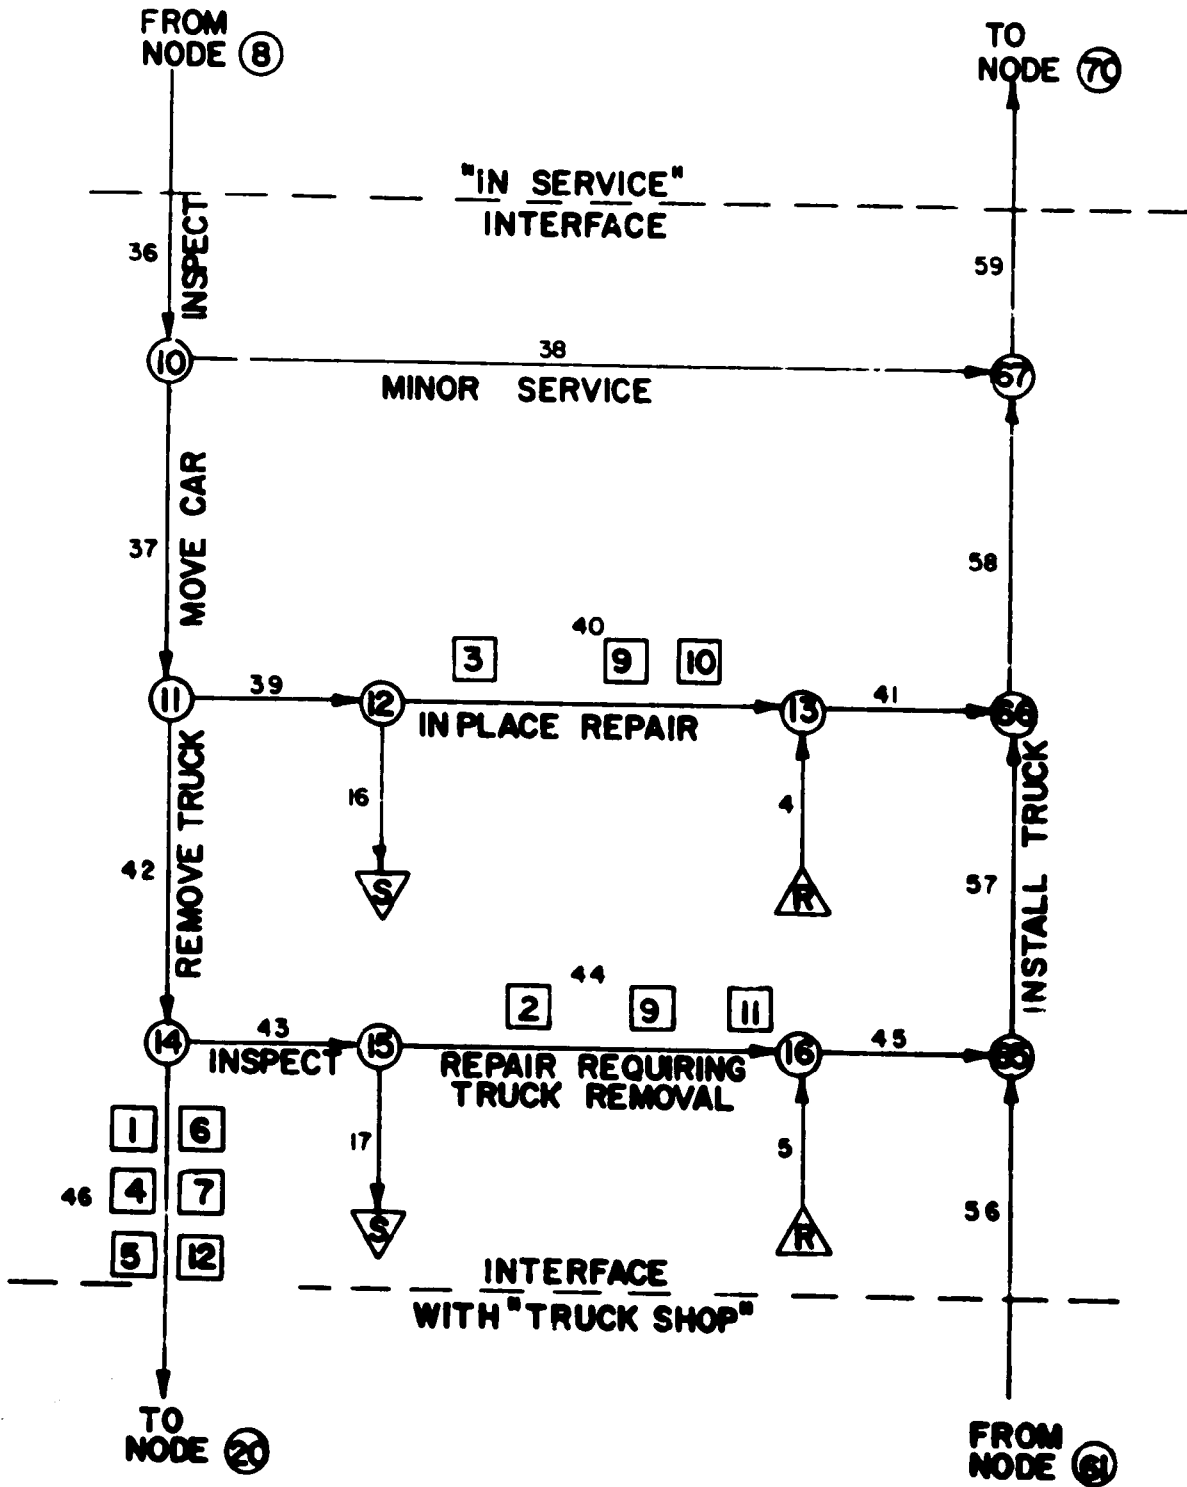 FROM
NODE 8
TO
NODE 70
"IN SERVICE"
INTERFACE
36
INSPECT
59
10
38
67
MINOR SERVICE
37
MOVE CAR
58
40
3
9
10
11
39
12
IN PLACE REPAIR
13
41
66
16
4
S
R
42
REMOVE TRUCK
57
INSTALL TRUCK
44
2
9
11
14
43
INSPECT
15
REPAIR REQUIRING
TRUCK REMOVAL
16
45
65
17
5
S
R
1
6
46
4
7
5
12
56
INTERFACE
WITH "TRUCK SHOP"
TO
NODE 20
FROM
NODE 61